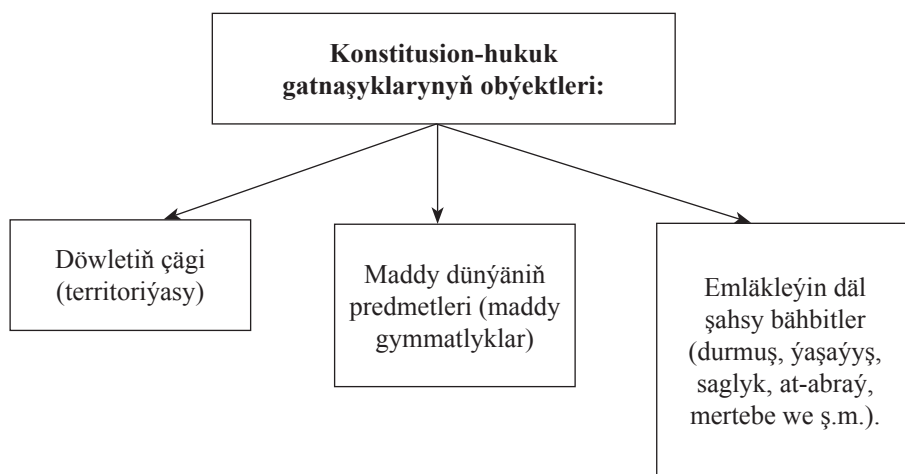 Konstitusion-hukuk
gatnaşyklarynyň obýektleri:
Döwletiň çägi
(territoriýasy)
Maddy dünýäniň
predmetleri (maddy
gymmatlyklar)
Emläkleýin däl
şahsy bähbitler
(durmuş, ýaşaýyş,
saglyk, at-abraý,
mertebe we ş.m.).